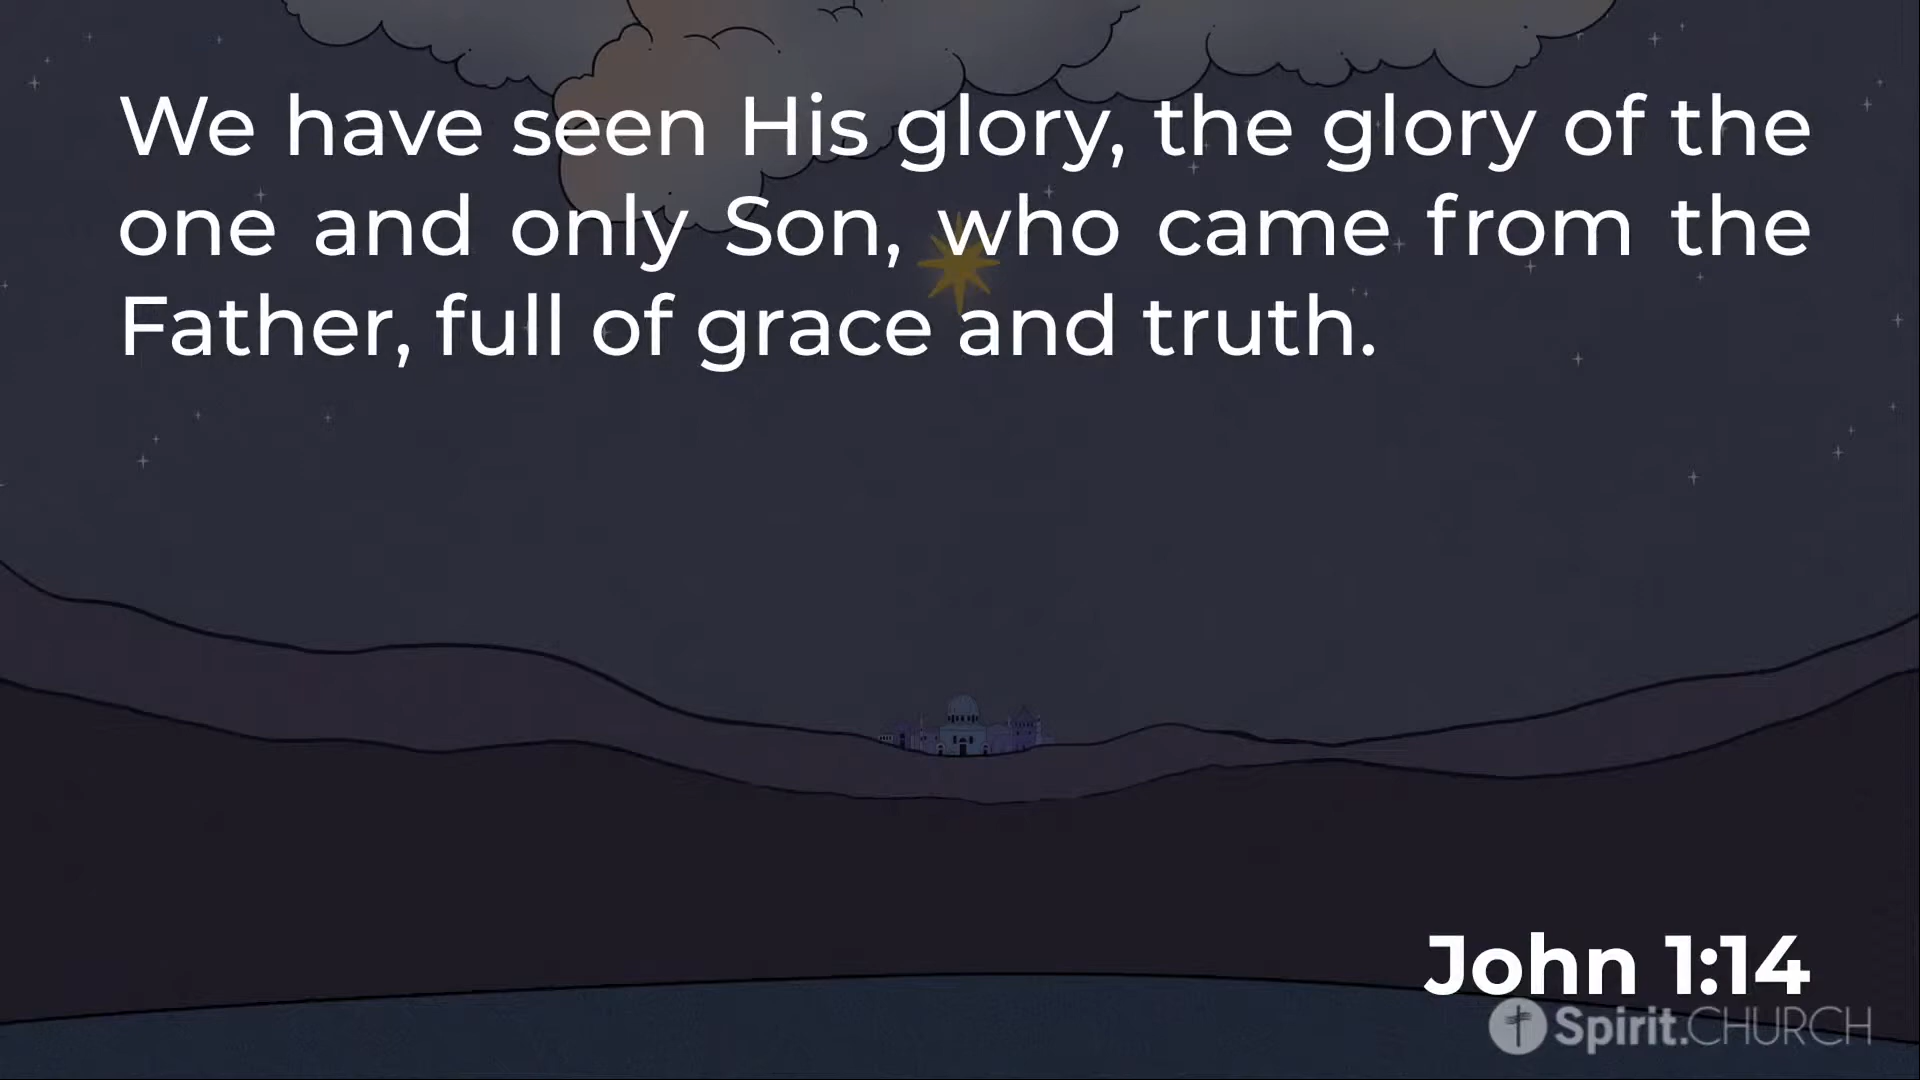 We have seen His glory, the glory of the
one and only Son, who came from the
Father, full of grace and truth.
John 1:14
Spirit.CHURCH